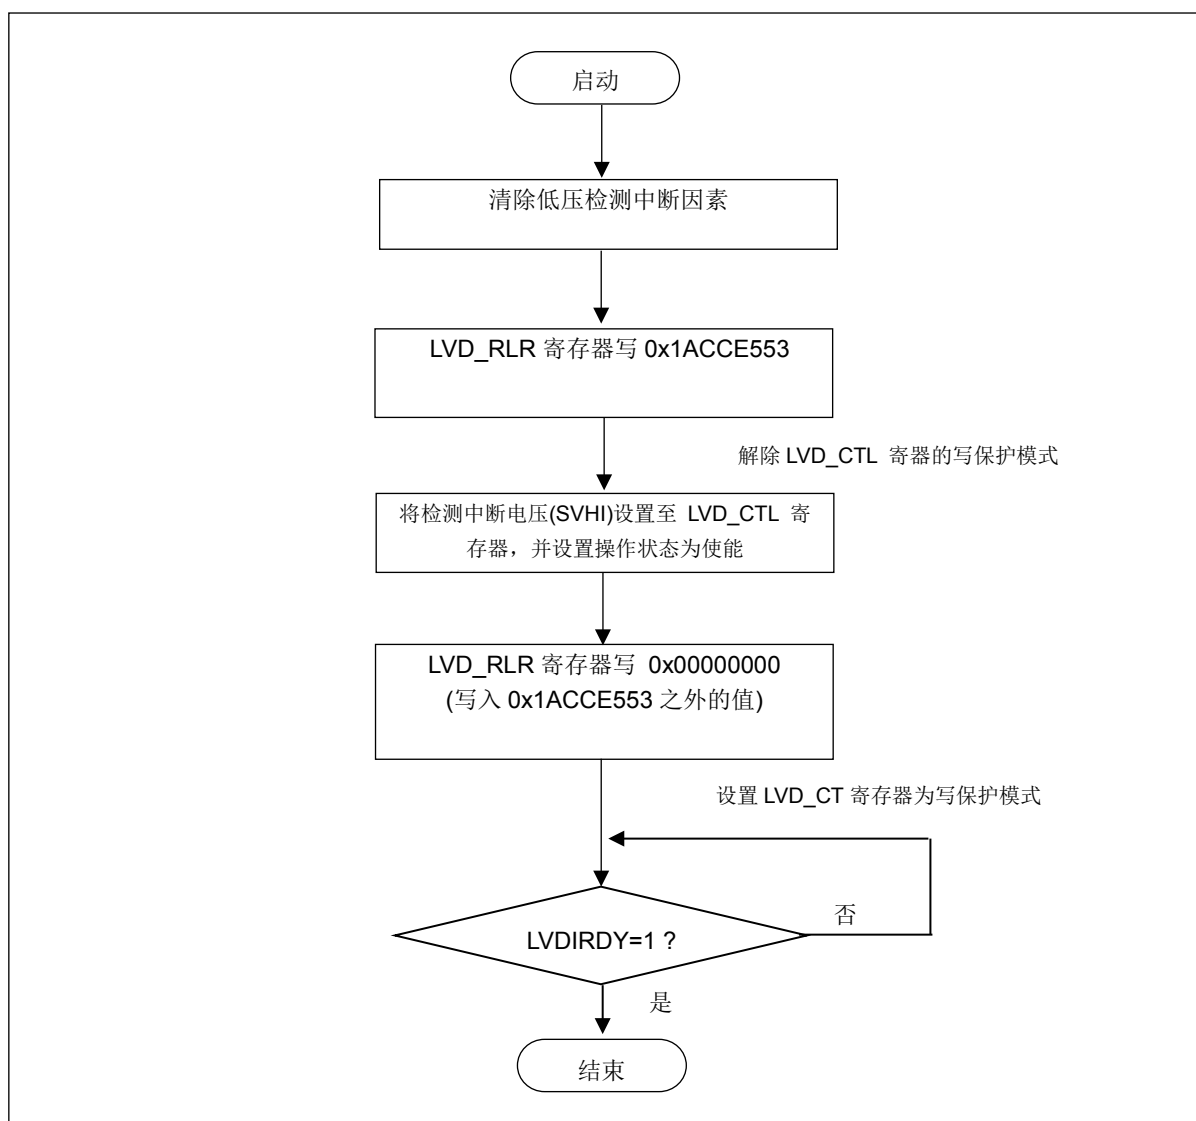 启动
清除低压检测中断因素
LVD_RLR 寄存器写 0x1ACCE553
解除 LVD_CTL 寄器的写保护模式
将检测中断电压(SVHI)设置至 LVD_CTL 寄
存器，并设置操作状态为使能
LVD_RLR 寄存器写 0x00000000
(写入 0x1ACCE553 之外的值)
设置 LVD_CT 寄存器为写保护模式
否
LVDIRDY=1 ?
是
结束